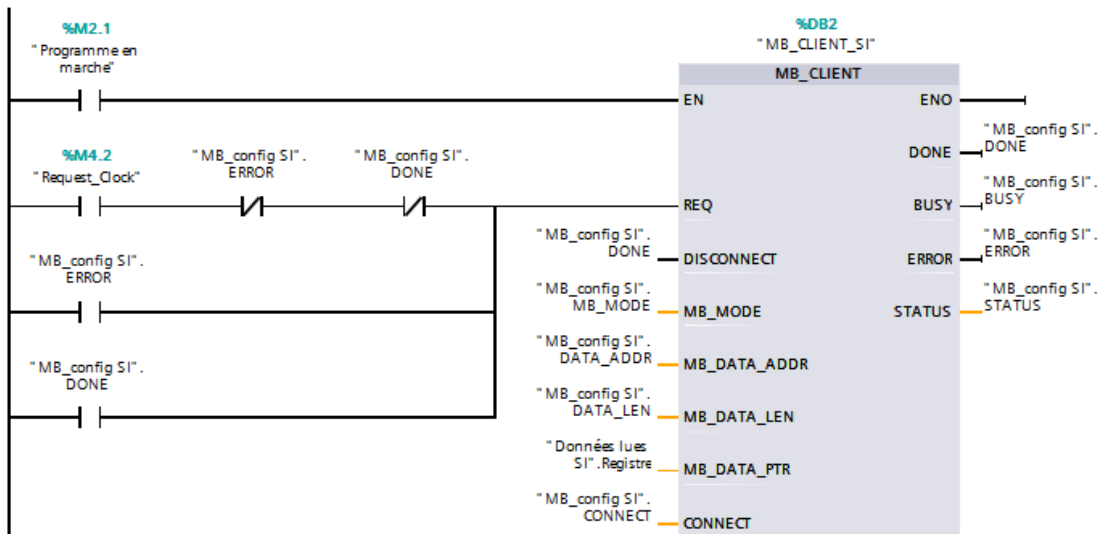 %M2.1
"Programme en
marche"
%DB2
"MB_CLIENT_SI"
MB_CLIENT
EN
ENO
%M4.2
"Request_Clock"
"MB_config SI".
ERROR
"MB_config SI".
DONE
REQ
DONE
"MB_config SI".
DONE
BUSY
"MB_config SI".
BUSY
"MB_config SI".
ERROR
"MB_config SI".
DONE
DISCONNECT
ERROR
"MB_config SI".
ERROR
"MB_config SI".
MB_MODE
MB_MODE
STATUS
"MB_config SI".
STATUS
"MB_config SI".
DATA_ADDR
MB_DATA_ADDR
"MB_config SI".
DONE
"MB_config SI".
DATA_LEN
MB_DATA_LEN
"Données lues
SI".Registre
MB_DATA_PTR
"MB_config SI".
CONNECT
CONNECT